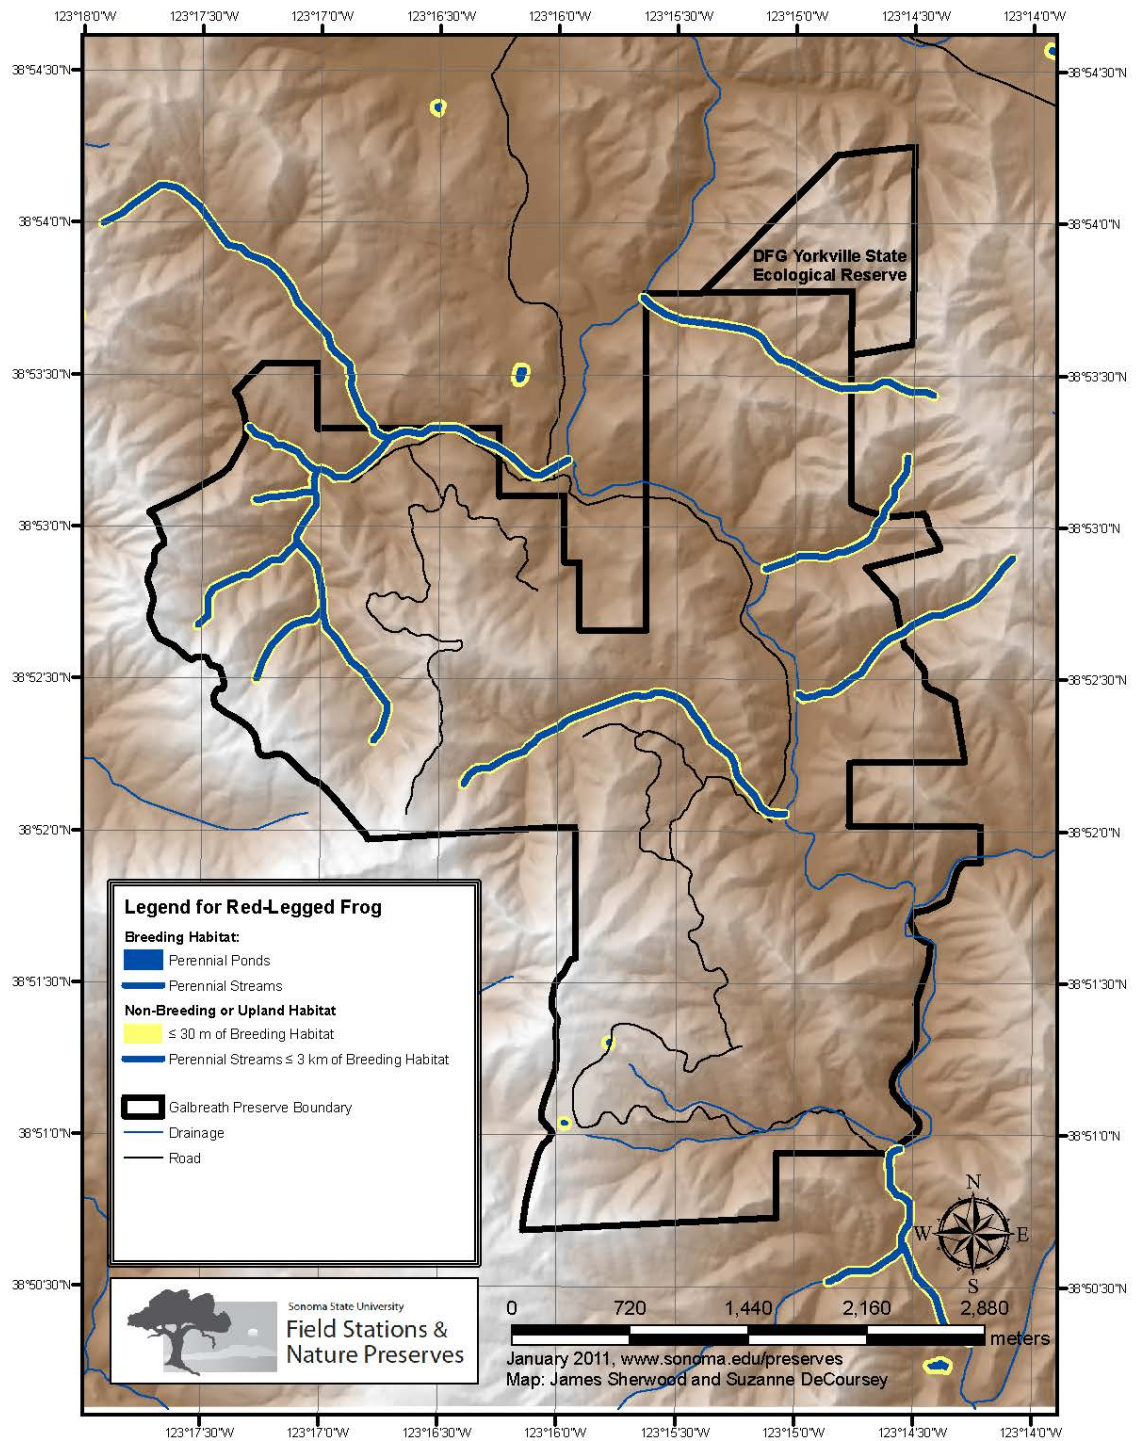 123°18'0"W 123°17'30"W 123°17'0"W 123°16'30"W 123°16'0"W 123°15'30"W 123°15'0"W 123°14'30"W 123°14'0"W
38°54'30"N 38°54'30"N
38°54'0"N 38°54'0"N
DFG Yorkville State
Ecological Reserve
38°53'30"N 38°53'30"N
38°53'0"N 38°53'0"N
38°52'30"N 38°52'30"N
38°52'0"N 38°52'0"N
Legend for Red-Legged Frog
Breeding Habitat:
Perennial Ponds
Perennial Streams
Non-Breeding or Upland Habitat
≤ 30 m of Breeding Habitat
Perennial Streams ≤ 3 km of Breeding Habitat
Galbreath Preserve Boundary
Drainage
Road
38°51'30"N 38°51'30"N
38°51'0"N 38°51'0"N
N
W E
S
38°50'30"N 38°50'30"N
Sonoma State University
Field Stations &
Nature Preserves
0 720 1,440 2,160 2,880
meters
January 2011, www.sonoma.edu/preserves
Map: James Sherwood and Suzanne DeCoursey
123°17'30"W 123°17'0"W 123°16'30"W 123°16'0"W 123°15'30"W 123°15'0"W 123°14'30"W 123°14'0"W